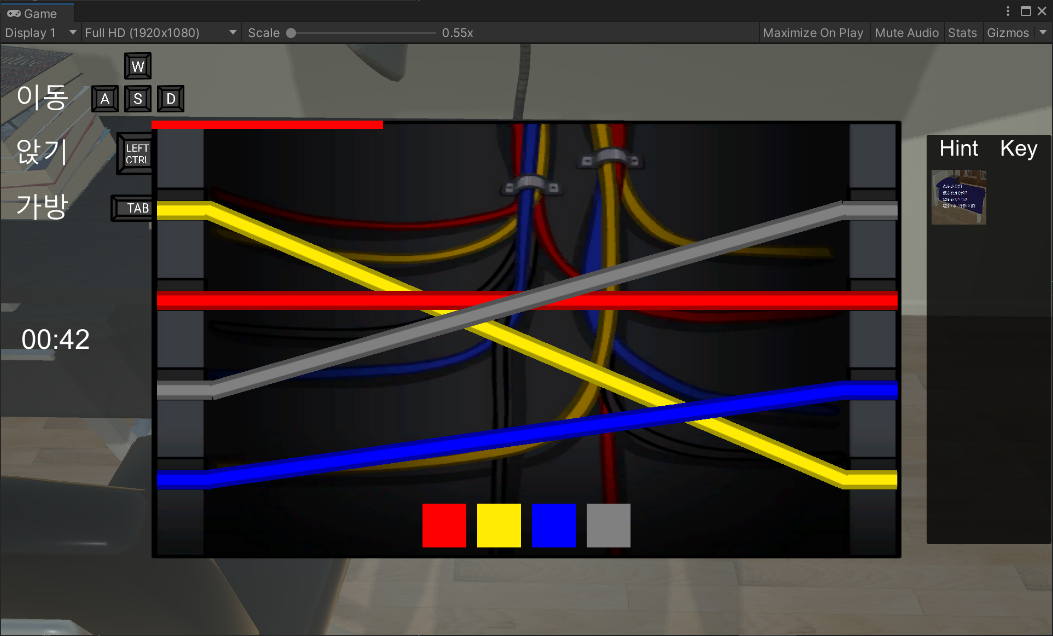 Game
Display 1 Full HD (1920x1080) Scale 0.55x Maximize On Play Mute Audio Stats Gizmos
W
이동 A S D
앉기 LEFT CTRL
가방 TAB
00:42
Hint Key